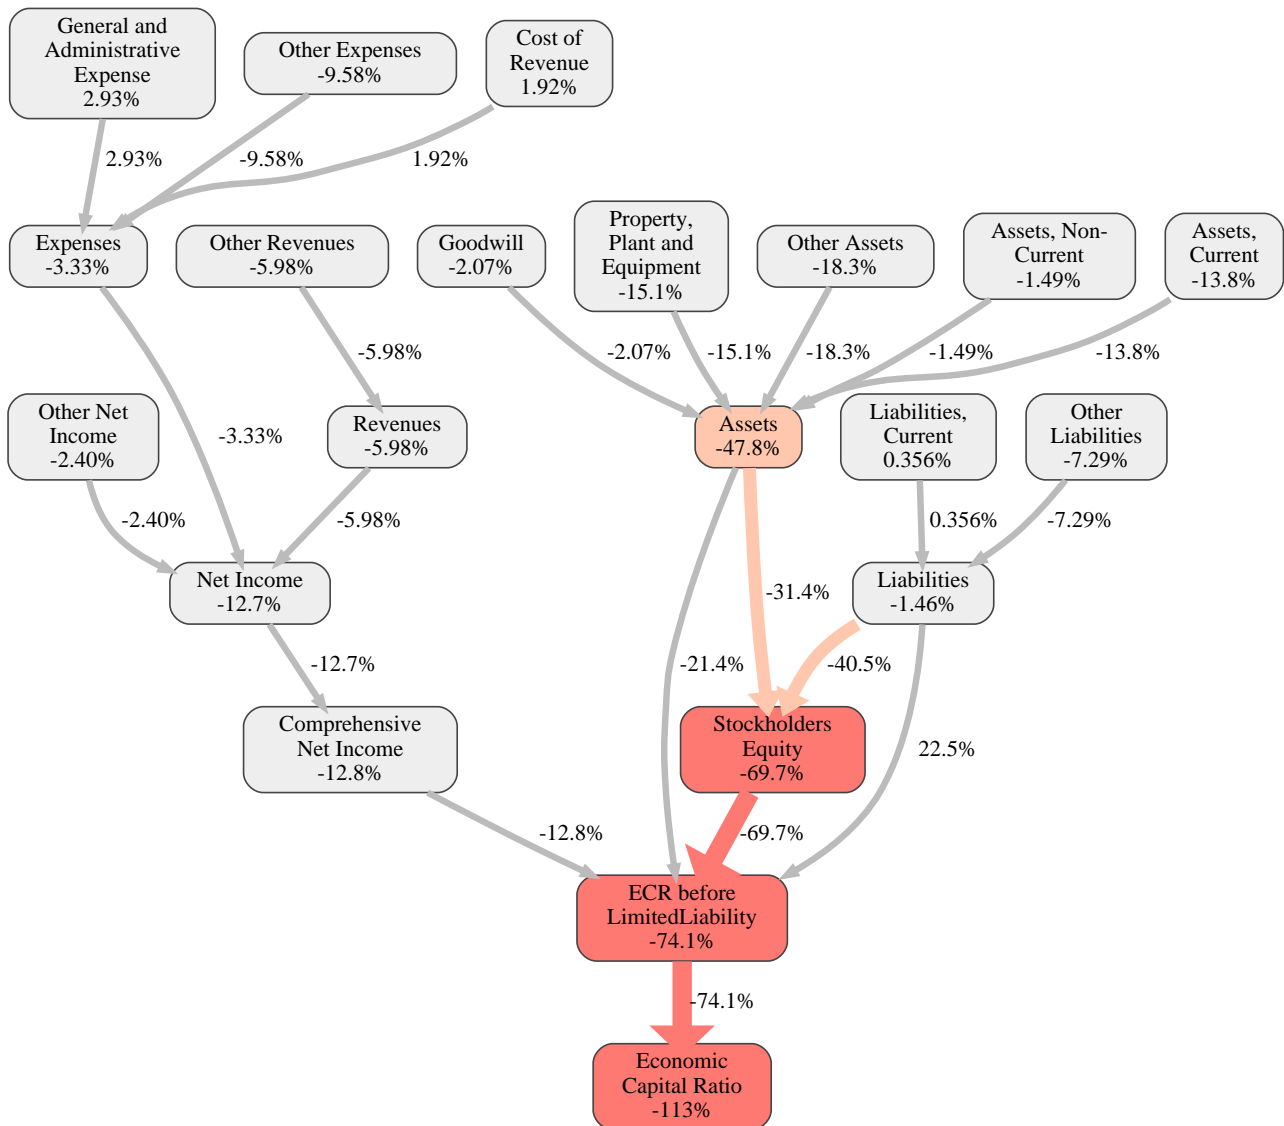 General and
Administrative
Expense
2.93%
Other Expenses
-9.58%
Cost of
Revenue
1.92%
2.93%
-9.58%
1.92%
Expenses
-3.33%
Other Revenues
-5.98%
Goodwill
-2.07%
Property,
Plant and
Equipment
-15.1%
Other Assets
-18.3%
Assets, Non-
Current
-1.49%
Assets,
Current
-13.8%
-5.98%
-2.07%
-15.1%
-18.3%
-1.49%
-13.8%
Other Net
Income
-2.40%
-3.33%
Revenues
-5.98%
Assets
-47.8%
Liabilities,
Current
0.356%
Other
Liabilities
-7.29%
-2.40%
-5.98%
0.356%
-7.29%
Net Income
-12.7%
-31.4%
Liabilities
-1.46%
-12.7%
-21.4%
-40.5%
Comprehensive
Net Income
-12.8%
Stockholders
Equity
-69.7%
22.5%
-12.8%
-69.7%
ECR before
LimitedLiability
-74.1%
-74.1%
Economic
Capital Ratio
-113%